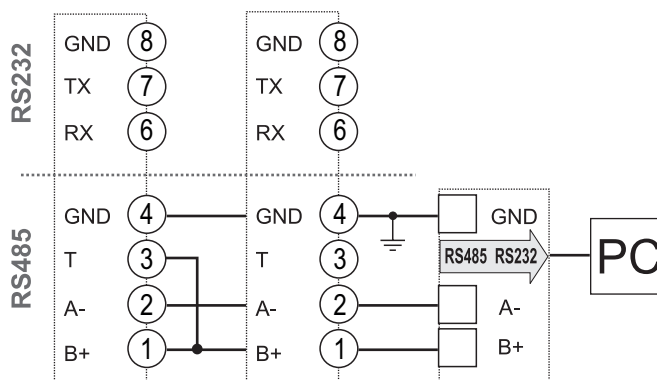 RS232
GND 8 GND 8
TX 7 TX 7
RX 6 RX 6
RS485
GND 4 GND 4 GND
T 3 T 3 RS485 RS232 PC
A- 2 A- 2 A-
B+ 1 B+ 1 B+